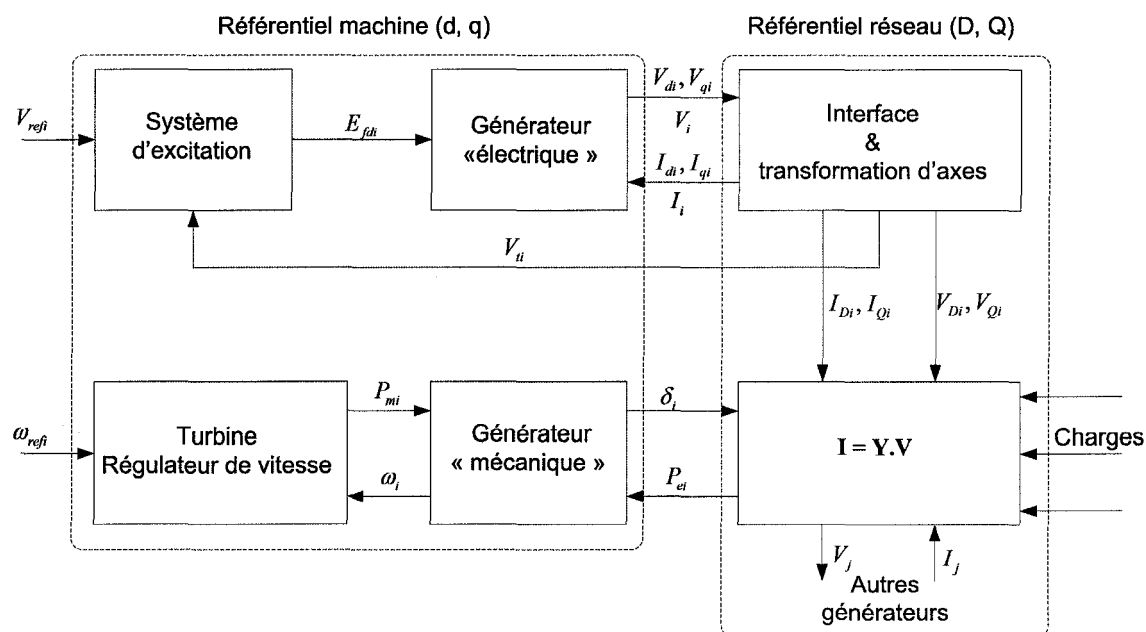 Référentiel machine (d, q)
Référentiel réseau (D, Q)
V_refi
Système
d'excitation
E_fdi
Générateur
«électrique »
V_di, V_qi
V_i
I_di, I_qi
I_i
Interface
&
transformation d'axes
V_ti
I_Di, I_Qi
V_Di, V_Qi
ω_refi
Turbine
Régulateur de vitesse
P_mi
ω_i
Générateur
« mécanique »
δ_i
P_ei
I = Y.V
Charges
V_j
I_j
Autres
générateurs